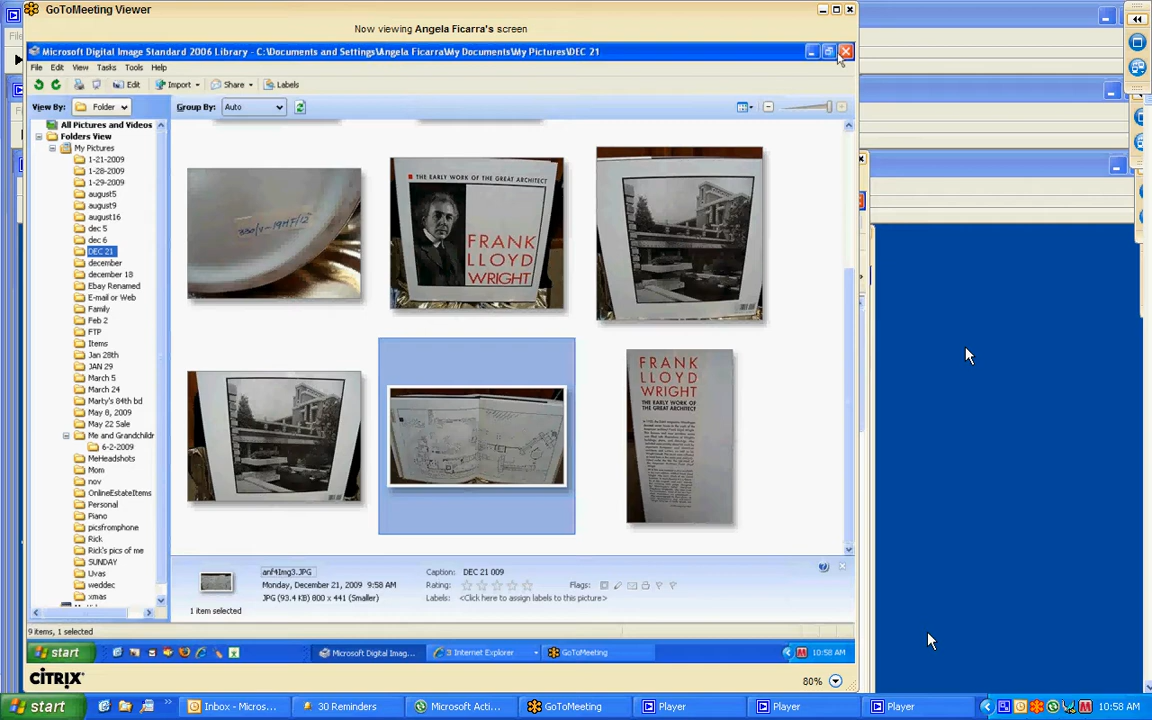 GoToMeeting Viewer
Now viewing Angela Ficarra's screen
Microsoft Digital Image Standard 2006 Library - C:\Documents and Settings\Angela Ficarra\My Documents\My Pictures\DEC 21
File Edit View Tasks Tools Help
Edit Import Share Labels
View By: Folder Group By: Auto
All Pictures and Videos
Folders View
My Pictures
1-21-2009
1-28-2009
1-29-2009
august5
august9
august16
dec 5
dec 6
DEC 21
december
december 18
Ebay Renamed
E-mail or Web
Family
Feb 2
FTP
Items
Jan 28th
JAN 29
March 5
March 24
Marty's 84th bd
May 8, 2009
May 22 Sale
Me and Grandchildr
6-2-2009
MeHeadshots
Mom
nov
OnlineEstateItems
Personal
Piano
picsfromphone
Rick
Rick's pics of me
SUNDAY
Uvas
weddec
xmas
THE EARLY WORK OF THE GREAT ARCHITECT
FRANK
LLOYD
WRIGHT
FRANK
LLOYD
WRIGHT
THE EARLY WORK OF
THE GREAT ARCHITECT
anf4Img3.JPG
Monday, December 21, 2009 9:58 AM
JPG (93.4 KB) 800 x 441 (Smaller)
1 item selected
Caption: DEC 21 009
Rating:
Flags:
Labels: <Click here to assign labels to this picture>
9 items, 1 selected
start Microsoft Digital Imag... 3 Internet Explorer GoToMeeting 10:58 AM
CITRIX 80%
start Inbox - Micros... 30 Reminders Microsoft Acti... GoToMeeting Player Player Player 10:58 AM